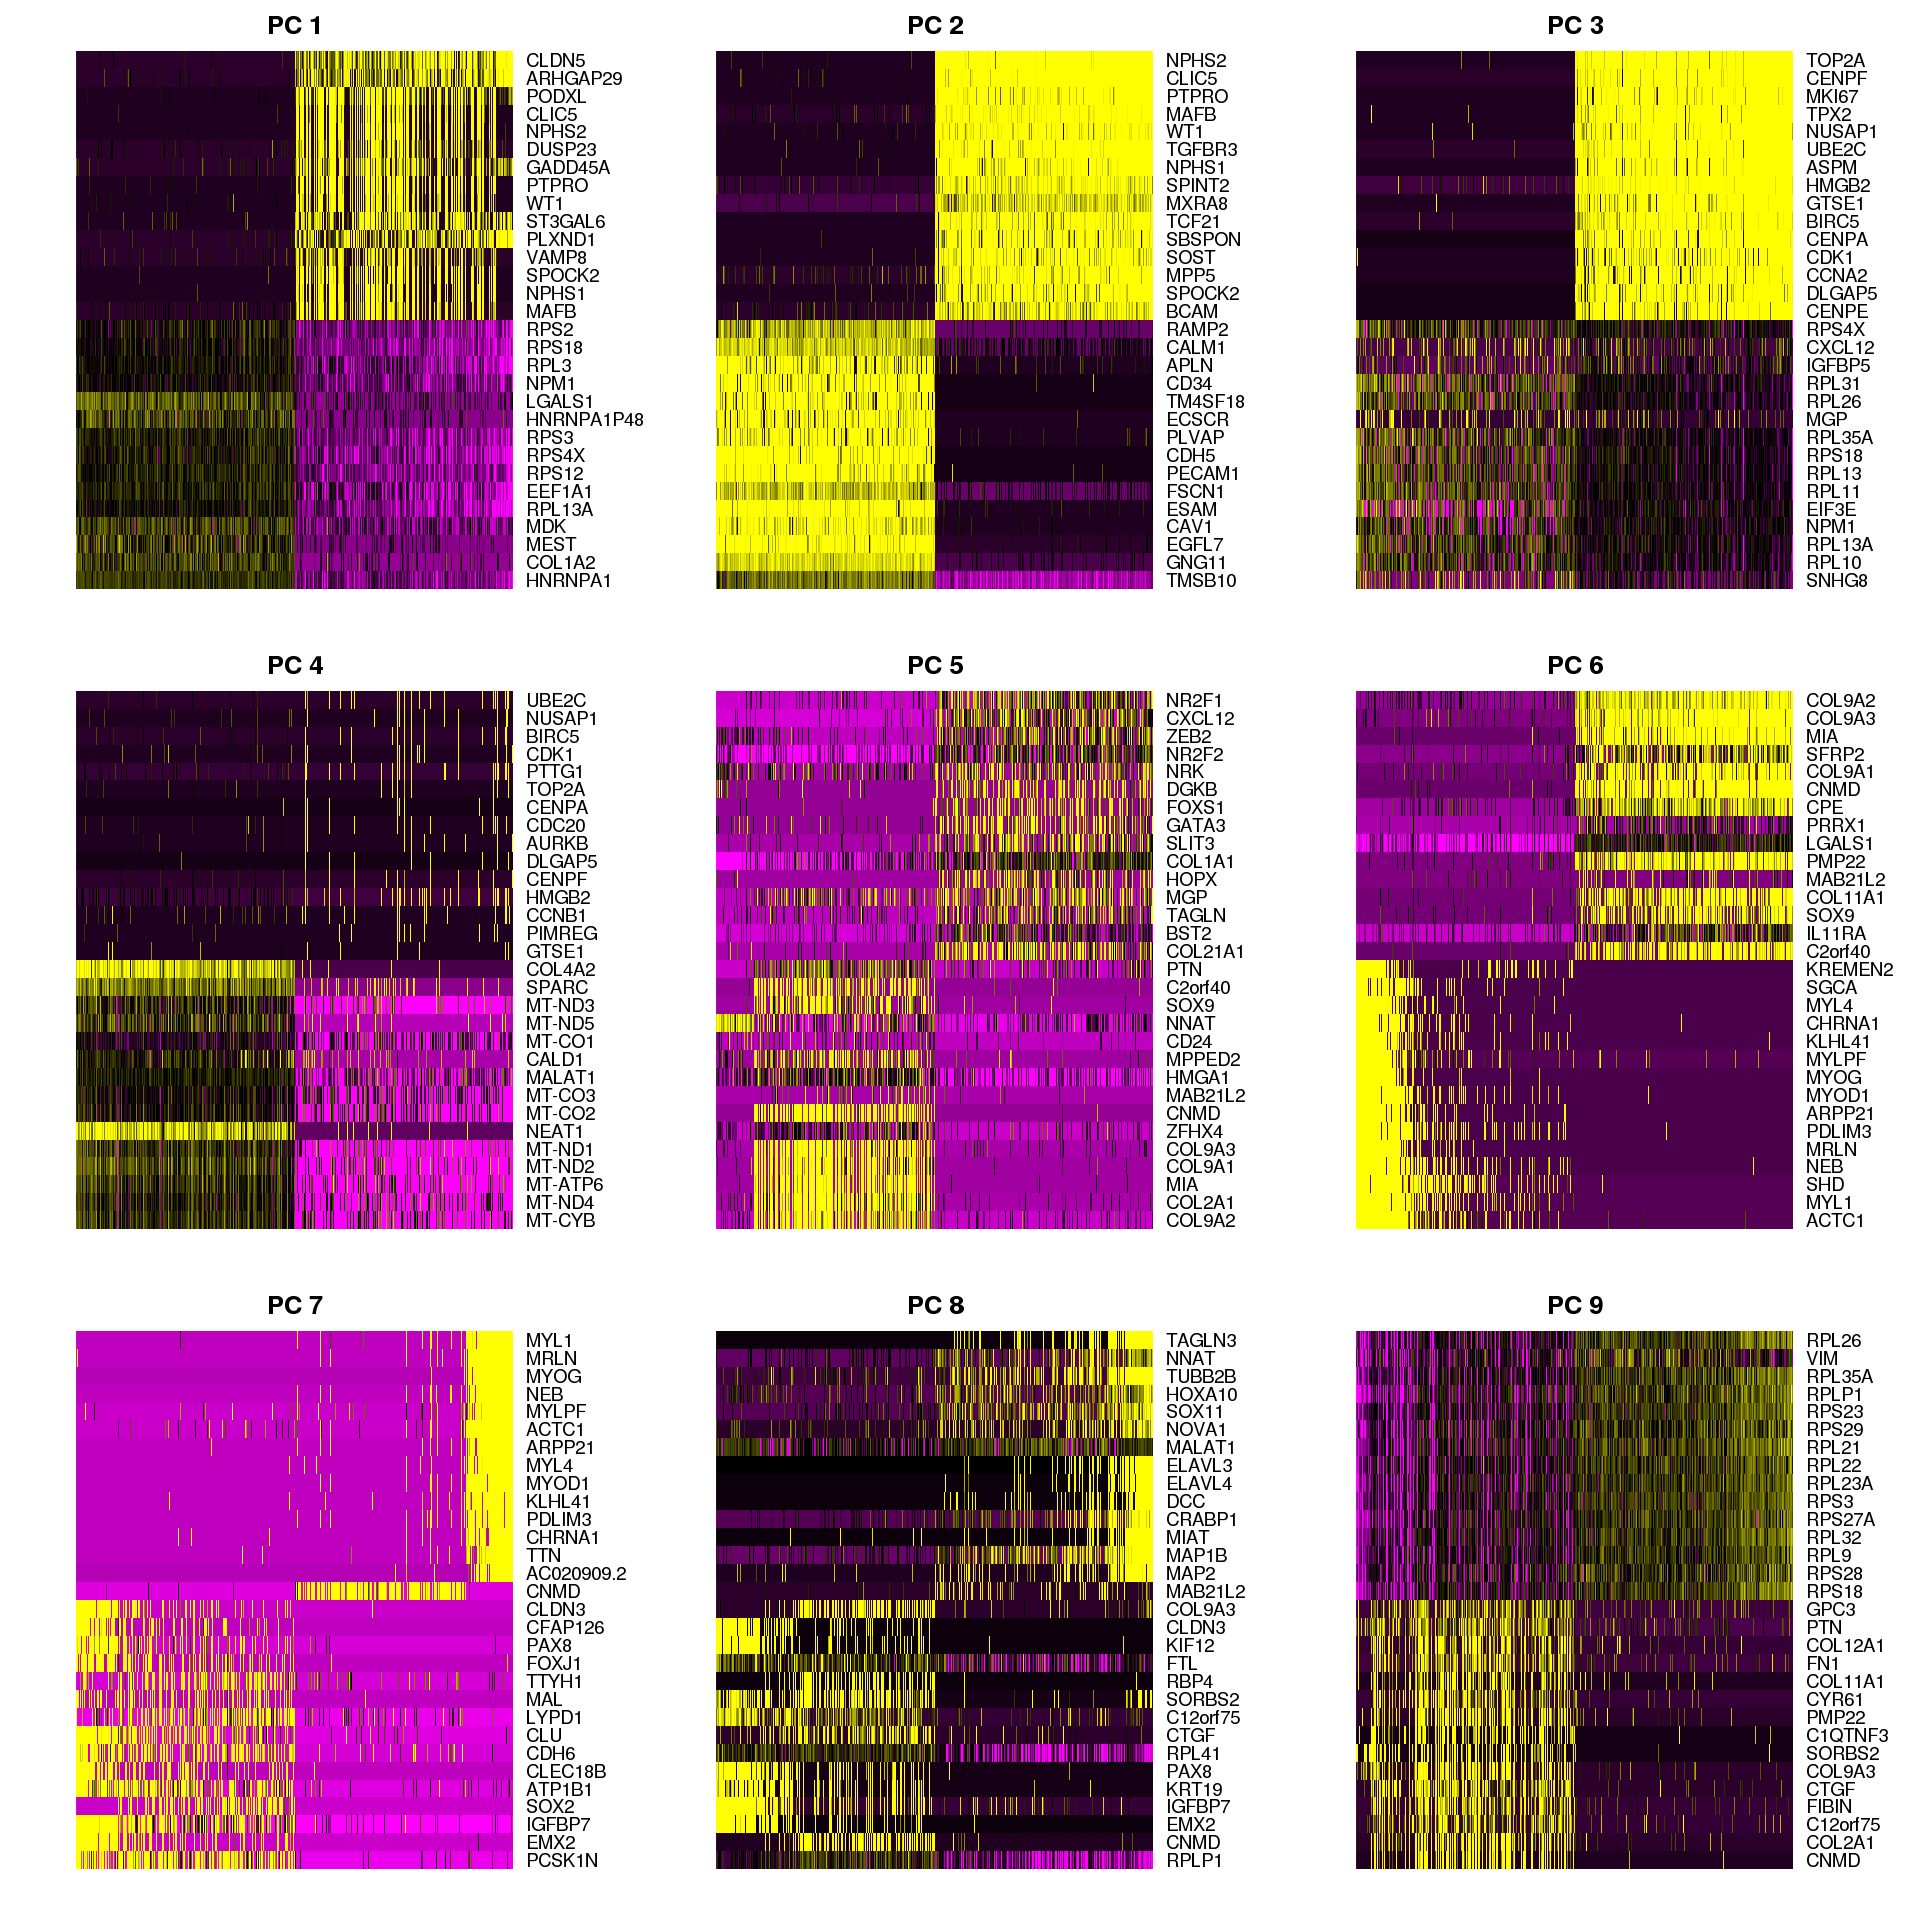 PC 1
CLDN5
ARHGAP29
PODXL
CLIC5
NPHS2
DUSP23
GADD45A
PTPRO
WT1
ST3GAL6
PLXND1
VAMP8
SPOCK2
NPHS1
MAFB
RPS2
RPS18
RPL3
NPM1
LGALS1
HNRNPA1P48
RPS3
RPS4X
RPS12
EEF1A1
RPL13A
MDK
MEST
COL1A2
HNRNPA1
PC 2
NPHS2
CLIC5
PTPRO
MAFB
WT1
TGFBR3
NPHS1
SPINT2
MXRA8
TCF21
SBSPON
SOST
MPP5
SPOCK2
BCAM
RAMP2
CALM1
APLN
CD34
TM4SF18
ECSCR
PLVAP
CDH5
PECAM1
FSCN1
ESAM
CAV1
EGFL7
GNG11
TMSB10
PC 3
TOP2A
CENPF
MKI67
TPX2
NUSAP1
UBE2C
ASPM
HMGB2
GTSE1
BIRC5
CENPA
CDK1
CCNA2
DLGAP5
CENPE
RPS4X
CXCL12
IGFBP5
RPL31
RPL26
MGP
RPL35A
RPS18
RPL13
RPL11
EIF3E
NPM1
RPL13A
RPL10
SNHG8
PC 4
UBE2C
NUSAP1
BIRC5
CDK1
PTTG1
TOP2A
CENPA
CDC20
AURKB
DLGAP5
CENPF
HMGB2
CCNB1
PIMREG
GTSE1
COL4A2
SPARC
MT-ND3
MT-ND5
MT-CO1
CALD1
MALAT1
MT-CO3
MT-CO2
NEAT1
MT-ND1
MT-ND2
MT-ATP6
MT-ND4
MT-CYB
PC 5
NR2F1
CXCL12
ZEB2
NR2F2
NRK
DGKB
FOXS1
GATA3
SLIT3
COL1A1
HOPX
MGP
TAGLN
BST2
COL21A1
PTN
C2orf40
SOX9
NNAT
CD24
MPPED2
HMGA1
MAB21L2
CNMD
ZFHX4
COL9A3
COL9A1
MIA
COL2A1
COL9A2
PC 6
COL9A2
COL9A3
MIA
SFRP2
COL9A1
CNMD
CPE
PRRX1
LGALS1
PMP22
MAB21L2
COL11A1
SOX9
IL11RA
C2orf40
KREMEN2
SGCA
MYL4
CHRNA1
KLHL41
MYLPF
MYOG
MYOD1
ARPP21
PDLIM3
MRLN
NEB
SHD
MYL1
ACTC1
PC 7
MYL1
MRLN
MYOG
NEB
MYLPF
ACTC1
ARPP21
MYL4
MYOD1
KLHL41
PDLIM3
CHRNA1
TTN
AC020909.2
CNMD
CLDN3
CFAP126
PAX8
FOXJ1
TTYH1
MAL
LYPD1
CLU
CDH6
CLEC18B
ATP1B1
SOX2
IGFBP7
EMX2
PCSK1N
PC 8
TAGLN3
NNAT
TUBB2B
HOXA10
SOX11
NOVA1
MALAT1
ELAVL3
ELAVL4
DCC
CRABP1
MIAT
MAP1B
MAP2
MAB21L2
COL9A3
CLDN3
KIF12
FTL
RBP4
SORBS2
C12orf75
CTGF
RPL41
PAX8
KRT19
IGFBP7
EMX2
CNMD
RPLP1
PC 9
RPL26
VIM
RPL35A
RPLP1
RPS23
RPS29
RPL21
RPL22
RPL23A
RPS3
RPS27A
RPL32
RPL9
RPS28
RPS18
GPC3
PTN
COL12A1
FN1
COL11A1
CYR61
PMP22
C1QTNF3
SORBS2
COL9A3
CTGF
FIBIN
C12orf75
COL2A1
CNMD